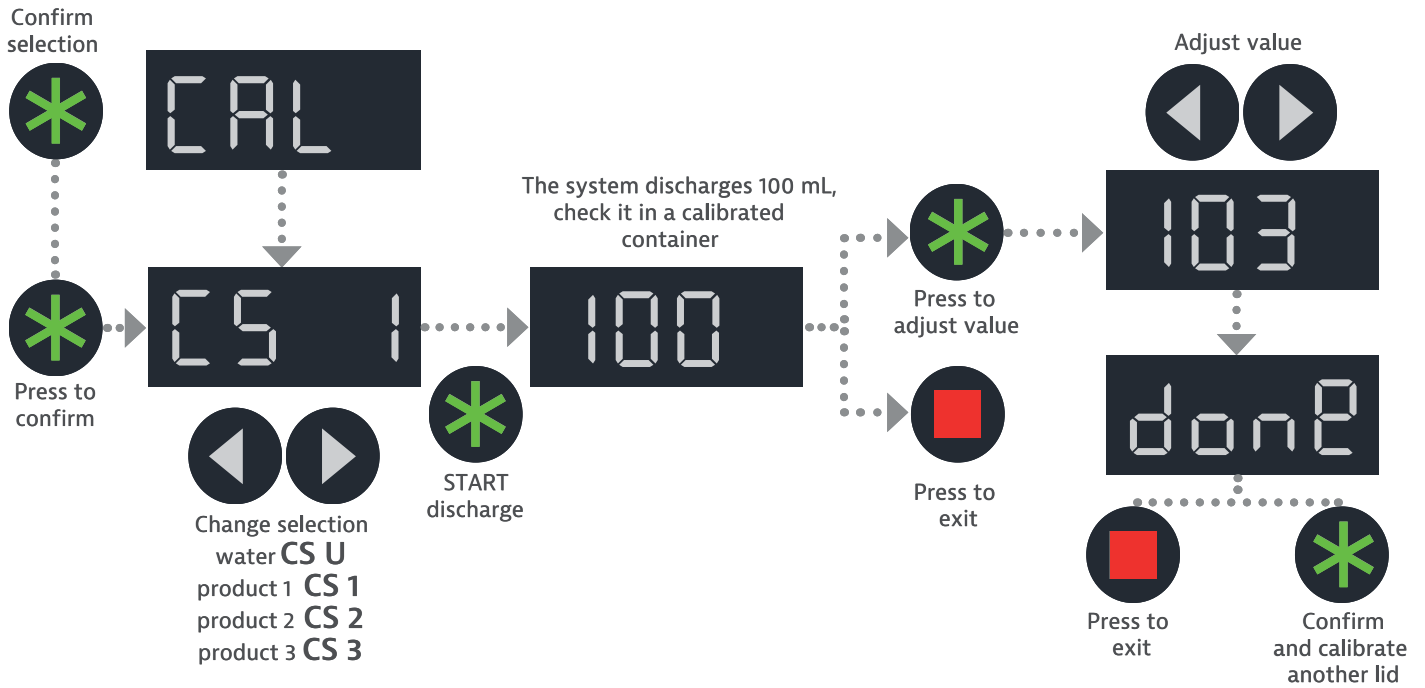 Confirm
selection
CAL
Press to
confirm
CS 1
Change selection
water CS U
product 1 CS 1
product 2 CS 2
product 3 CS 3
START
discharge
The system discharges 100 mL,
check it in a calibrated
container
100
Press to
adjust value
Press to
exit
Adjust value
103
donE
Press to
exit
Confirm
and calibrate
another lid